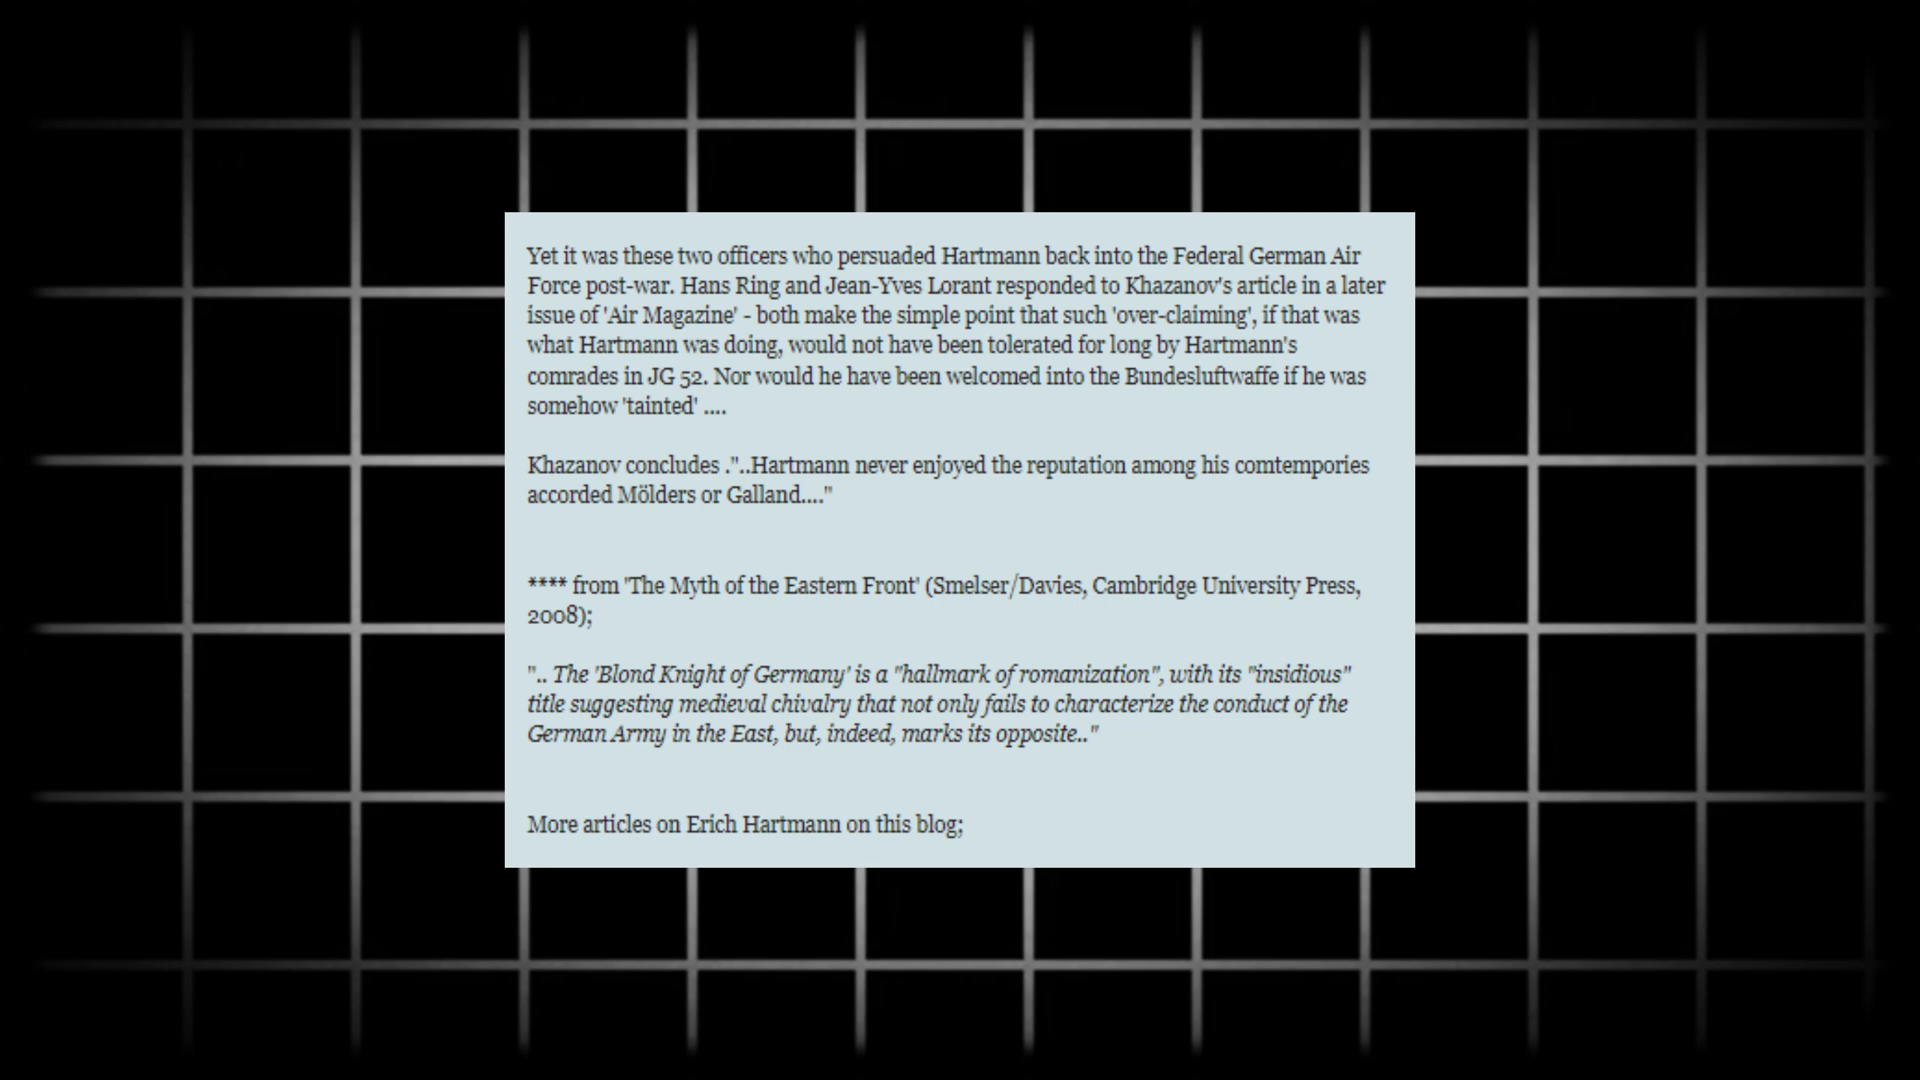 Yet it was these two officers who persuaded Hartmann back into the Federal German Air
Force post-war. Hans Ring and Jean-Yves Lorant responded to Khazanov's article in a later
issue of 'Air Magazine' - both make the simple point that such 'over-claiming', if that was
what Hartmann was doing, would not have been tolerated for long by Hartmann's
comrades in JG 52. Nor would he have been welcomed into the Bundesluftwaffe if he was
somehow 'tainted' ....
Khazanov concludes ."..Hartmann never enjoyed the reputation among his comtempories
accorded Mölders or Galland...."
**** from 'The Myth of the Eastern Front' (Smelser/Davies, Cambridge University Press,
2008);
".. The 'Blond Knight of Germany' is a "hallmark of romanization", with its "insidious"
title suggesting medieval chivalry that not only fails to characterize the conduct of the
German Army in the East, but, indeed, marks its opposite.."
More articles on Erich Hartmann on this blog;